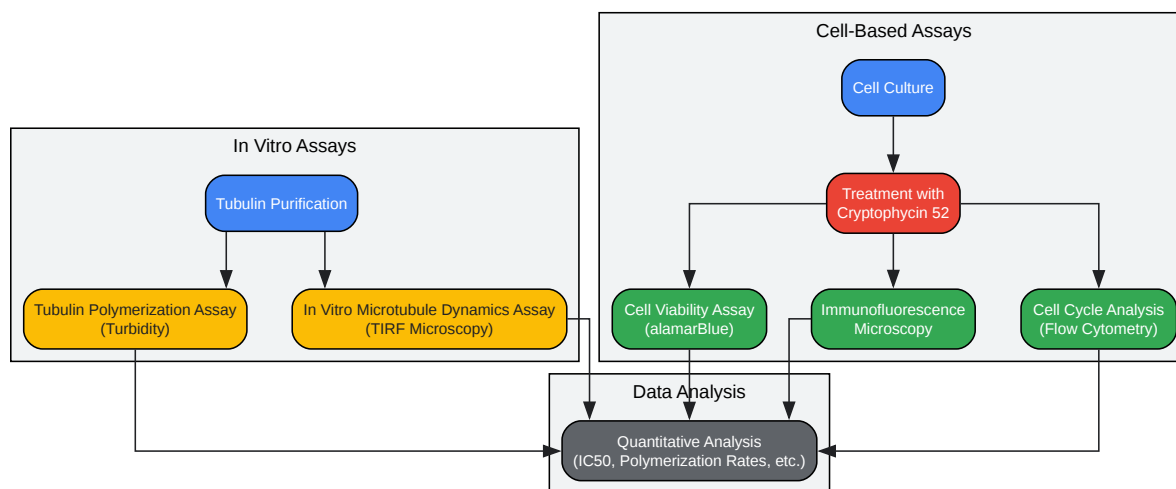 Cell-Based Assays
Cell Culture
In Vitro Assays
Tubulin Purification
Treatment with
Cryptophycin 52
Tubulin Polymerization Assay
(Turbidity)
In Vitro Microtubule Dynamics Assay
(TIRF Microscopy)
Cell Viability Assay
(alamarBlue)
Immunofluorescence
Microscopy
Cell Cycle Analysis
(Flow Cytometry)
Data Analysis
Quantitative Analysis
(IC50, Polymerization Rates, etc.)